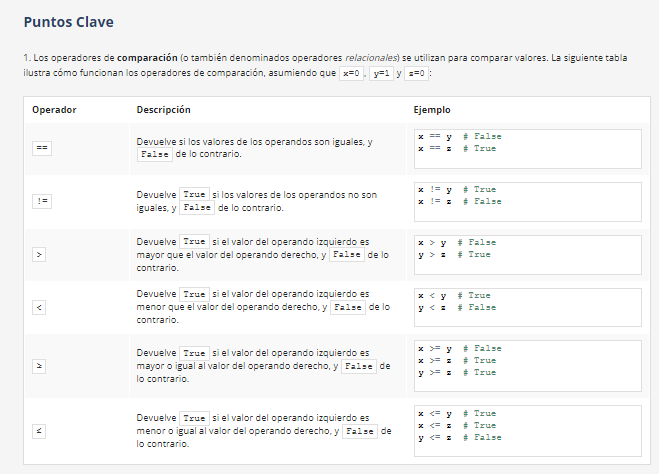 Puntos Clave
1. Los operadores de comparación (o también denominados operadores relacionales) se utilizan para comparar valores. La siguiente tabla
ilustra cómo funcionan los operadores de comparación, asumiendo que x=0, y=1 y z=0:
Operador Descripción Ejemplo
==
Devuelve si los valores de los operandos son iguales, y
False de lo contrario.
x == y # False
x == z # True
!=
Devuelve True si los valores de los operandos no son
iguales, y False de lo contrario.
x != y # True
x != z # False
>
Devuelve True si el valor del operando izquierdo es
mayor que el valor del operando derecho, y False de lo
contrario.
x > y # False
y > z # True
<
Devuelve True si el valor del operando izquierdo es
menor que el valor del operando derecho, y False de lo
contrario.
x < y # True
y < z # False
≥
Devuelve True si el valor del operando izquierdo es
mayor o igual al valor del operando derecho, y False de
lo contrario.
x >= y # False
x >= z # True
y >= z # True
≤
Devuelve True si el valor del operando izquierdo es
menor o igual al valor del operando derecho, y False de
lo contrario.
x <= y # True
x <= z # True
y <= z # False